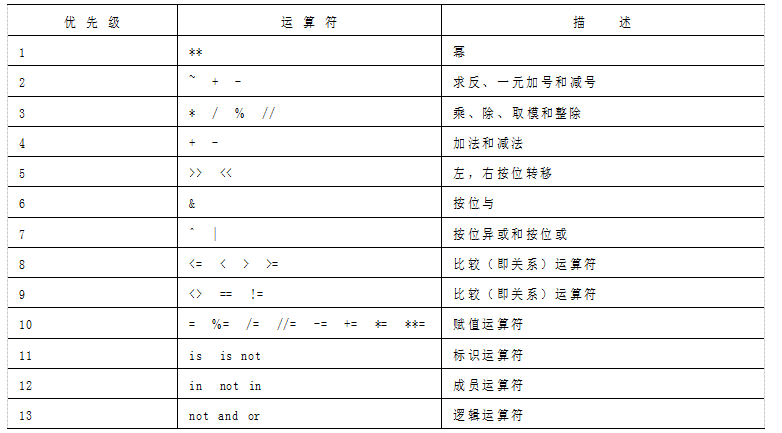 优先级 运算符 描述
1 ** 幂
2 ~ + - 求反、一元加号和减号
3 * / % // 乘、除、取模和整除
4 + - 加法和减法
5 >> << 左，右按位转移
6 & 按位与
7 ^ | 按位异或和按位或
8 <= < > >= 比较（即关系）运算符
9 <> == != 比较（即关系）运算符
10 = %= /= //= -= += *= **= 赋值运算符
11 is is not 标识运算符
12 in not in 成员运算符
13 not and or 逻辑运算符